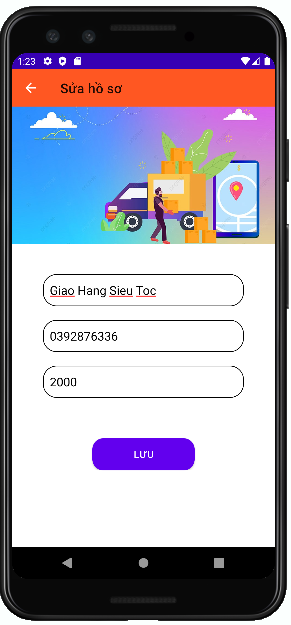 1:23
Sửa hồ sơ
Giao Hang Sieu Toc
0392876336
2000
LƯU